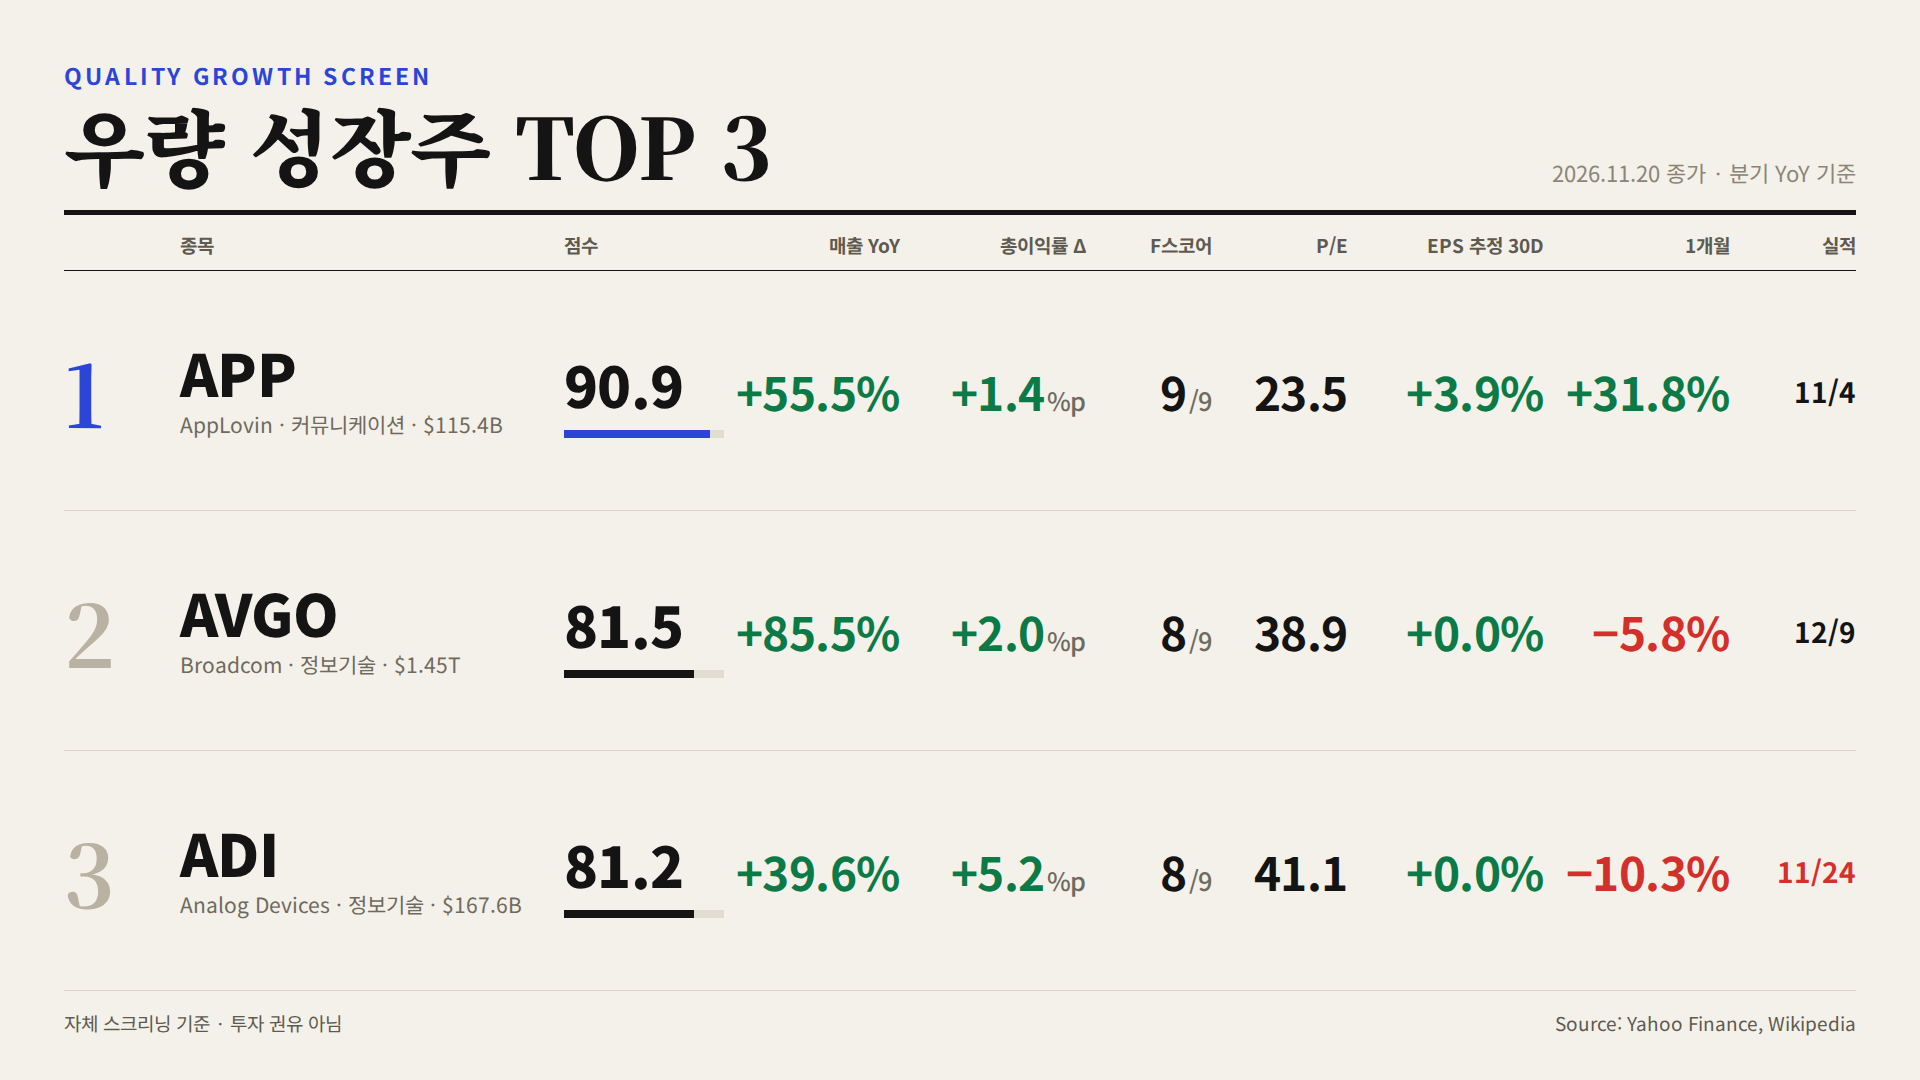 QUALITY GROWTH SCREEN
우량 성장주 TOP 3
2026.11.20 종가 · 분기 YoY 기준
종목 점수 매출 YoY 총이익률 Δ F스코어 P/E EPS 추정 30D 1개월 실적
1 APP 90.9 +55.5% +1.4%p 9/9 23.5 +3.9% +31.8% 11/4
AppLovin · 커뮤니케이션 · $115.4B
2 AVGO 81.5 +85.5% +2.0%p 8/9 38.9 +0.0% −5.8% 12/9
Broadcom · 정보기술 · $1.45T
3 ADI 81.2 +39.6% +5.2%p 8/9 41.1 +0.0% −10.3% 11/24
Analog Devices · 정보기술 · $167.6B
자체 스크리닝 기준 · 투자 권유 아님
Source: Yahoo Finance, Wikipedia